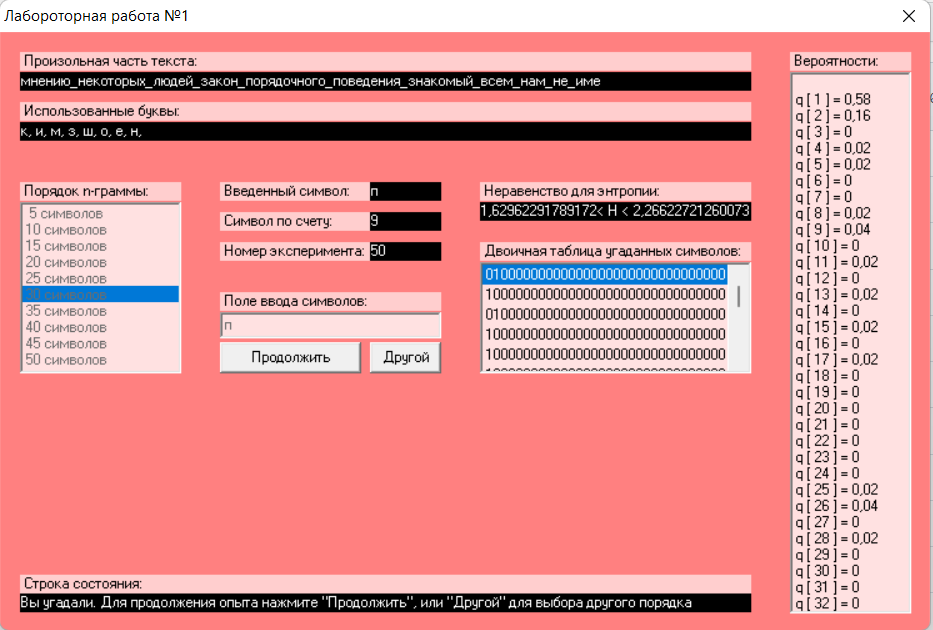 Лабороторная работа №1
Произольная часть текста:
мнению_некоторых_людей_закон_порядочного_поведения_знакомый_всем_нам_не_име
Использованные буквы:
к, и, м, з, ш, о, е, н,
Порядок n-граммы:
5 символов
10 символов
15 символов
20 символов
25 символов
30 символов
35 символов
40 символов
45 символов
50 символов
Введенный символ:
п
Символ по счету:
9
Номер эксперимента:
50
Поле ввода символов:
п
Продолжить
Другой
Неравенство для энтропии:
1,62962291789172< H < 2,26622721260073
Двоичная таблица угаданных символов:
01000000000000000000000000000000
10000000000000000000000000000000
01000000000000000000000000000000
10000000000000000000000000000000
10000000000000000000000000000000
Вероятности:
q [ 1 ] = 0,58
q [ 2 ] = 0,16
q [ 3 ] = 0
q [ 4 ] = 0,02
q [ 5 ] = 0,02
q [ 6 ] = 0
q [ 7 ] = 0
q [ 8 ] = 0,02
q [ 9 ] = 0,04
q [ 10 ] = 0
q [ 11 ] = 0,02
q [ 12 ] = 0
q [ 13 ] = 0,02
q [ 14 ] = 0
q [ 15 ] = 0,02
q [ 16 ] = 0
q [ 17 ] = 0,02
q [ 18 ] = 0
q [ 19 ] = 0
q [ 20 ] = 0
q [ 21 ] = 0
q [ 22 ] = 0
q [ 23 ] = 0
q [ 24 ] = 0
q [ 25 ] = 0,02
q [ 26 ] = 0,04
q [ 27 ] = 0
q [ 28 ] = 0,02
q [ 29 ] = 0
q [ 30 ] = 0
q [ 31 ] = 0
q [ 32 ] = 0
Строка состояния:
Вы угадали. Для продолжения опыта нажмите "Продолжить", или "Другой" для выбора другого порядка